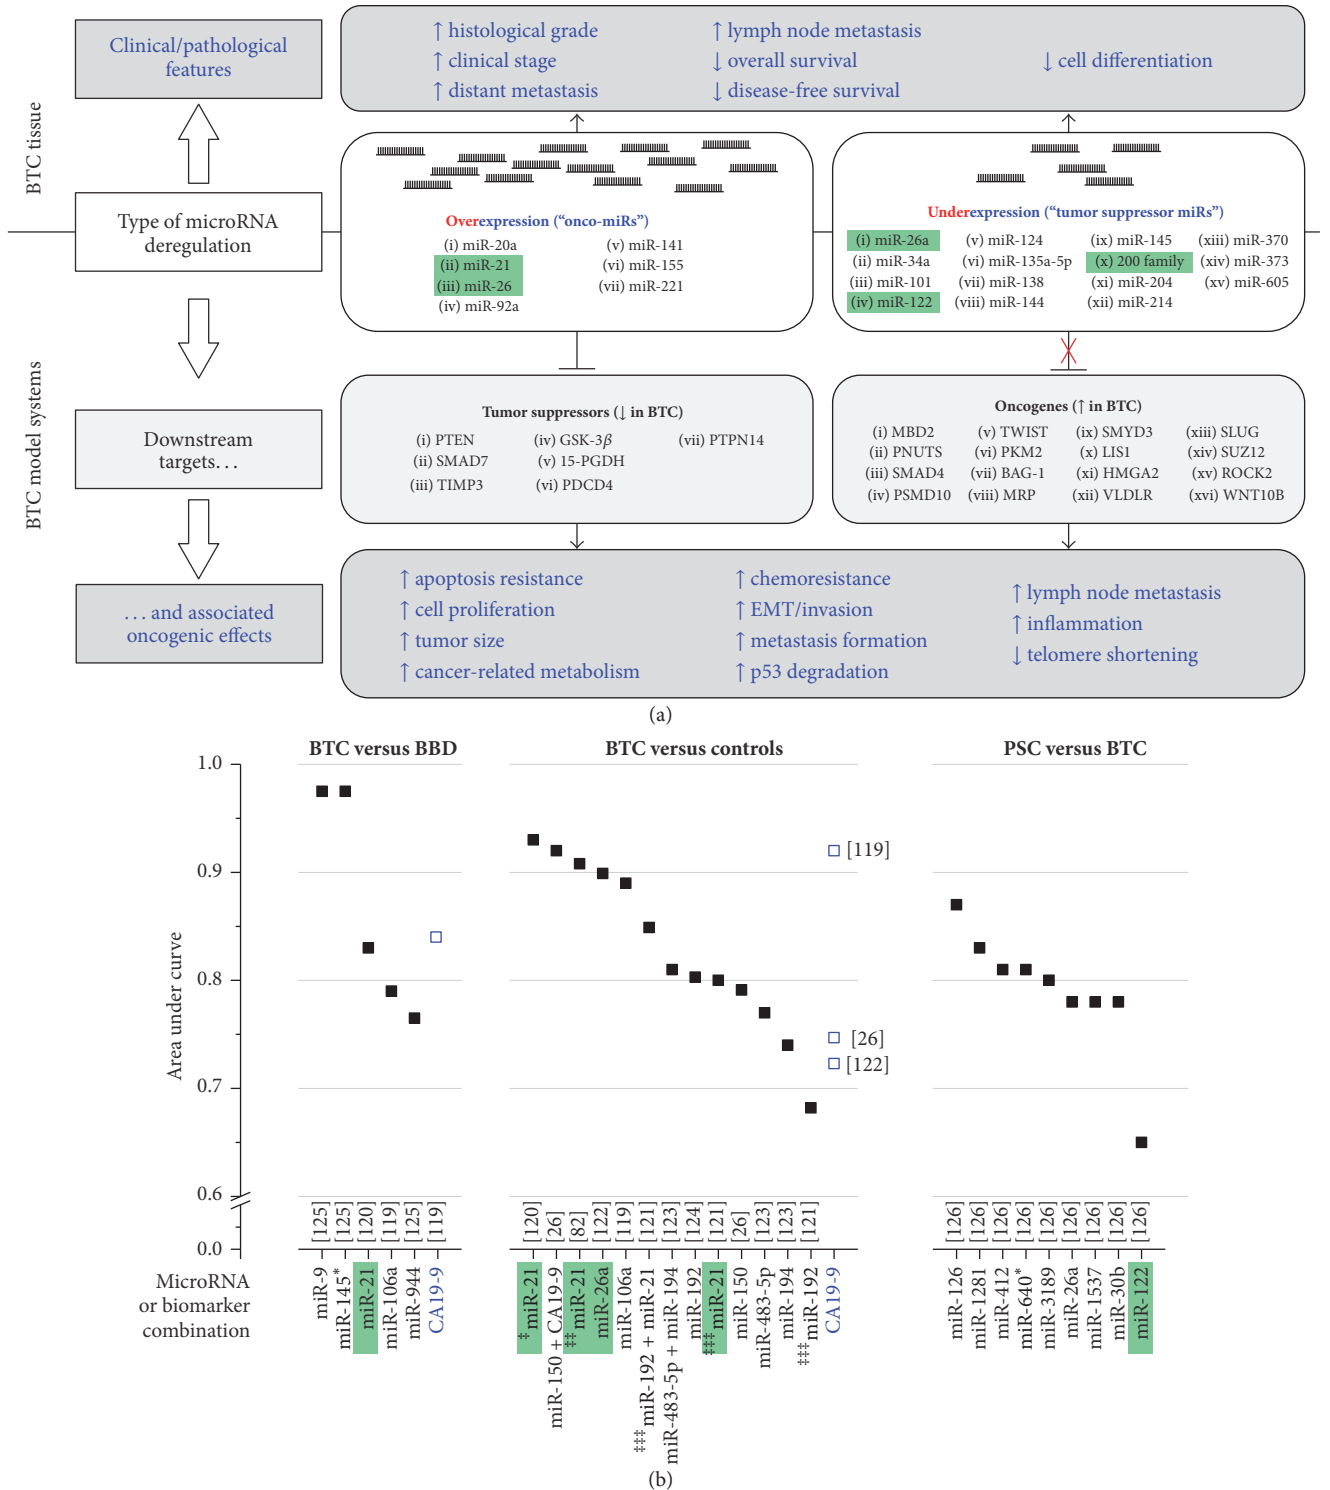 BTC tissue
BTC model systems
Clinical/pathological
features
Type of microRNA
deregulation
Downstream
targets...
... and associated
oncogenic effects
↑ histological grade
↑ clinical stage
↑ distant metastasis
↑ lymph node metastasis
↓ overall survival
↓ disease-free survival
↓ cell differentiation
Overexpression (“onco-miRs”)
(i) miR-20a
(ii) miR-21
(iii) miR-26
(iv) miR-92a
(v) miR-141
(vi) miR-155
(vii) miR-221
Underexpression (“tumor suppressor miRs”)
(i) miR-26a
(ii) miR-34a
(iii) miR-101
(iv) miR-122
(v) miR-124
(vi) miR-135a-5p
(vii) miR-138
(viii) miR-144
(ix) miR-145
(x) 200 family
(xi) miR-204
(xii) miR-214
(xiii) miR-370
(xiv) miR-373
(xv) miR-605
Tumor suppressors (↓ in BTC)
(i) PTEN
(ii) SMAD7
(iii) TIMP3
(iv) GSK-3β
(v) 15-PGDH
(vi) PDCD4
(vii) PTPN14
Oncogenes (↑ in BTC)
(i) MBD2
(ii) PNUTS
(iii) SMAD4
(iv) PSMD10
(v) TWIST
(vi) PKM2
(vii) BAG-1
(viii) MRP
(ix) SMYD3
(x) LIS1
(xi) HMGA2
(xii) VLDLR
(xiii) SLUG
(xiv) SUZ12
(xv) ROCK2
(xvi) WNT10B
↑ apoptosis resistance
↑ cell proliferation
↑ tumor size
↑ cancer-related metabolism
↑ chemoresistance
↑ EMT/invasion
↑ metastasis formation
↑ p53 degradation
↑ lymph node metastasis
↑ inflammation
↓ telomere shortening
(a)
BTC versus BBD
BTC versus controls
PSC versus BTC
Area under curve
1.0
0.9
0.8
0.7
0.6
0.0
[119]
[26]
[122]
[125]
[125]
[120]
[119]
[125]
[119]
[120]
[26]
[82]
[122]
[119]
[121]
[123]
[124]
[121]
[26]
[123]
[123]
[121]
[126]
[126]
[126]
[126]
[126]
[126]
[126]
[126]
[126]
MicroRNA
or biomarker
combination
miR-9
miR-145*
miR-21
miR-106a
miR-944
CA19-9
‡ miR-21
miR-150 + CA19-9
‡‡ miR-21
miR-26a
miR-106a
‡‡‡ miR-192 + miR-21
miR-483-5p + miR-194
miR-192
‡‡‡ miR-21
miR-150
miR-483-5p
miR-194
‡‡‡ miR-192
CA19-9
miR-126
miR-1281
miR-412
miR-640*
miR-3189
miR-26a
miR-1537
miR-30b
miR-122
(b)